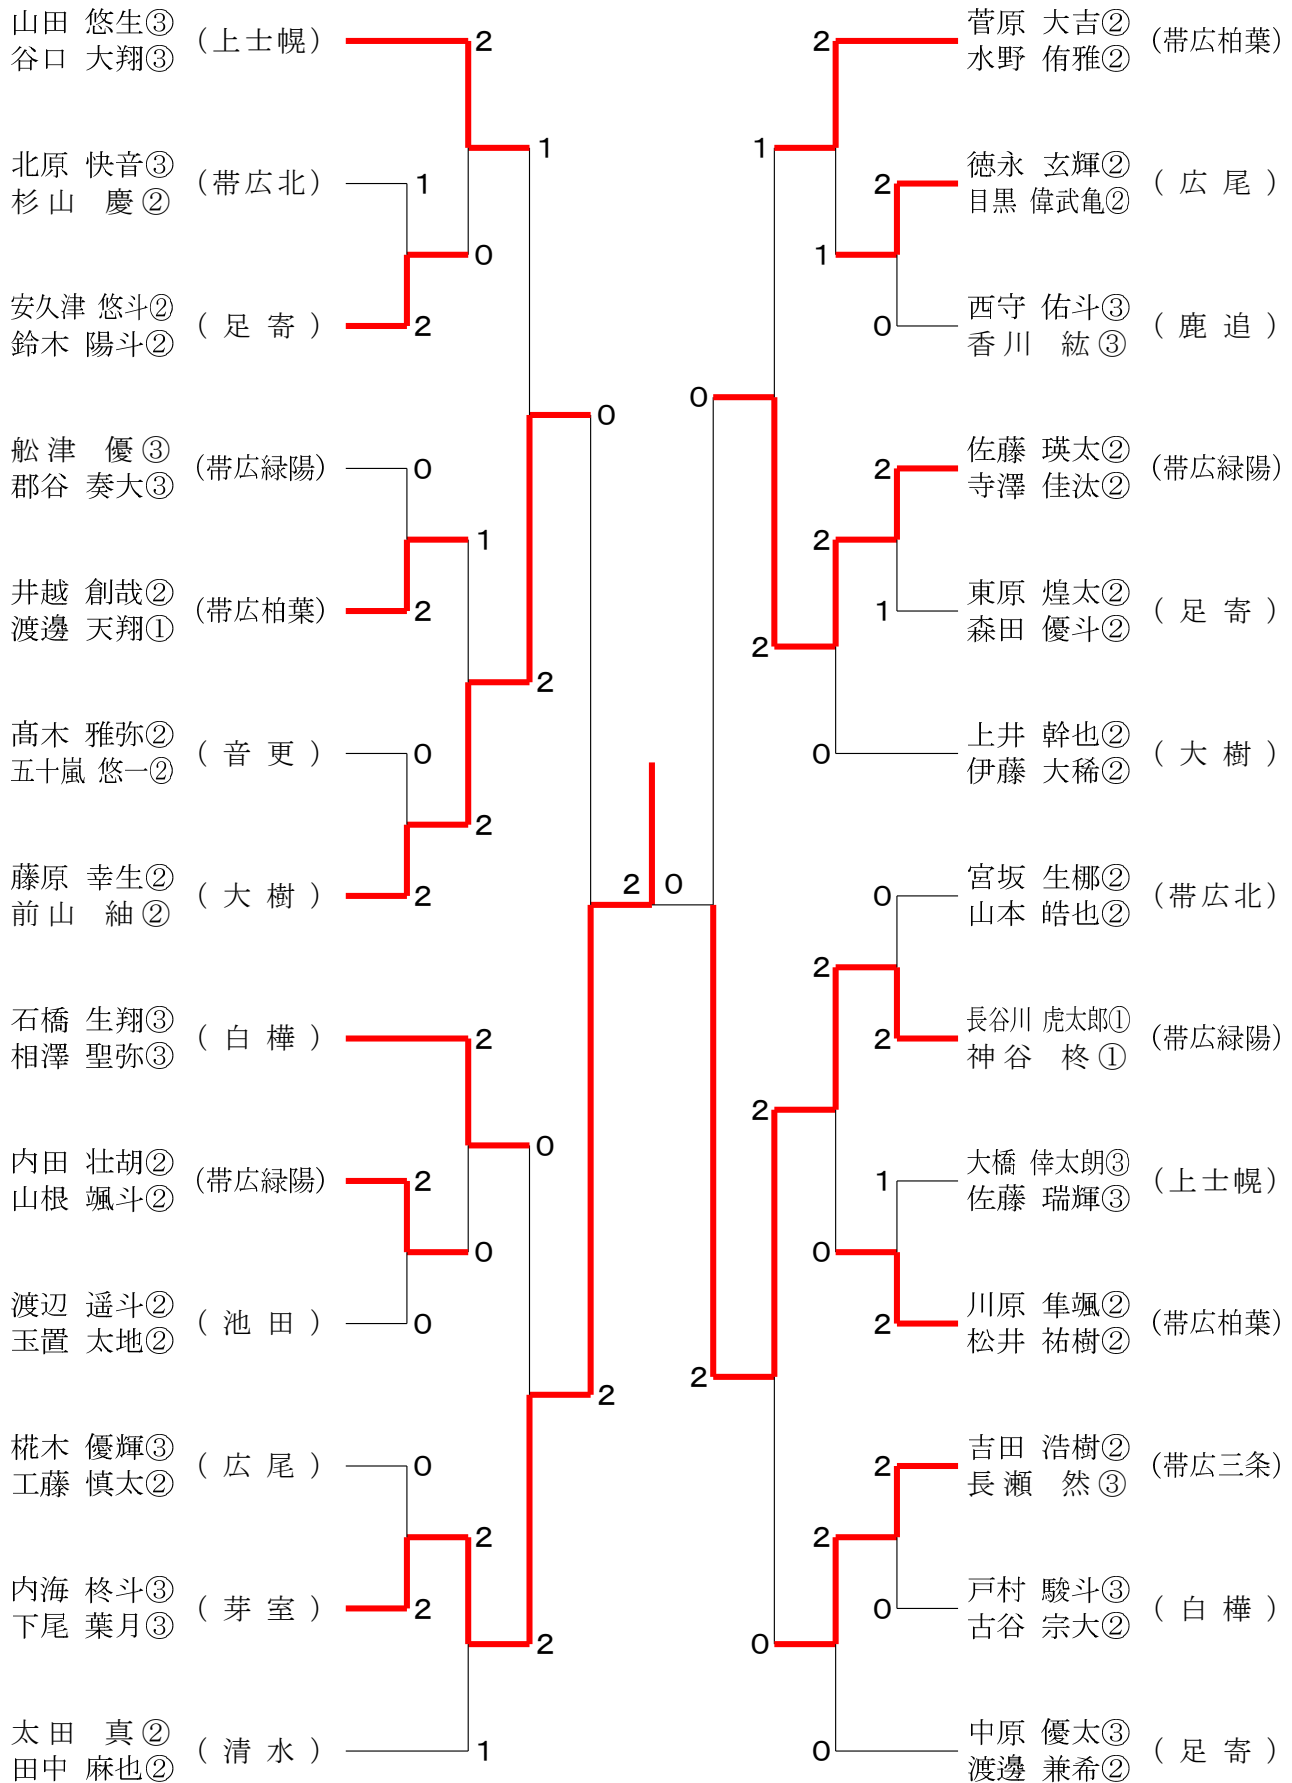 山田 悠生③
谷口 大翔③
(上士幌)
2
北原 快音③
杉山 慶②
(帯広北)
1
1
0
安久津 悠斗②
鈴木 陽斗②
(足寄)
2
0
舩津 優③
郡谷 奏大③
(帯広緑陽)
0
1
井越 創哉②
渡邊 天翔①
(帯広柏葉)
2
2
髙木 雅弥②
五十嵐 悠一②
(音更)
0
2
藤原 幸生②
前山 紬②
(大樹)
2
2 0
石橋 生翔③
相澤 聖弥③
(白樺)
2
0
内田 壮胡②
山根 颯斗②
(帯広緑陽)
2
0
渡辺 遥斗②
玉置 太地②
(池田)
0
2
椛木 優輝③
工藤 慎太②
(広尾)
0
2
内海 柊斗③
下尾 葉月③
(芽室)
2
2
太田 真②
田中 麻也②
(清水)
1
菅原 大吉②
水野 侑雅②
(帯広柏葉)
2
1
徳永 玄輝②
目黒 偉武亀②
(広尾)
2
1
西守 佑斗③
香川 紘③
(鹿追)
0
0
佐藤 瑛太②
寺澤 佳汰②
(帯広緑陽)
2
2
東原 煌太②
森田 優斗②
(足寄)
1
2
上井 幹也②
伊藤 大稀②
(大樹)
0
宮坂 生梛②
山本 皓也②
(帯広北)
0
2
長谷川 虎太郎①
神谷 柊①
(帯広緑陽)
2
2
大橋 倖太朗③
佐藤 瑞輝③
(上士幌)
1
0
川原 隼颯②
松井 祐樹②
(帯広柏葉)
2
2
吉田 浩樹②
長瀬 然③
(帯広三条)
2
2
戸村 駿斗③
古谷 宗大②
(白樺)
0
0
中原 優太③
渡邊 兼希②
(足寄)
0